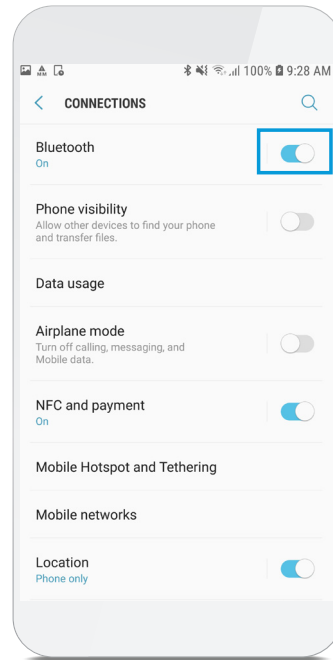 100% 9:28 AM
CONNECTIONS
Bluetooth
On
Phone visibility
Allow other devices to find your phone
and transfer files.
Data usage
Airplane mode
Turn off calling, messaging, and
Mobile data.
NFC and payment
On
Mobile Hotspot and Tethering
Mobile networks
Location
Phone only